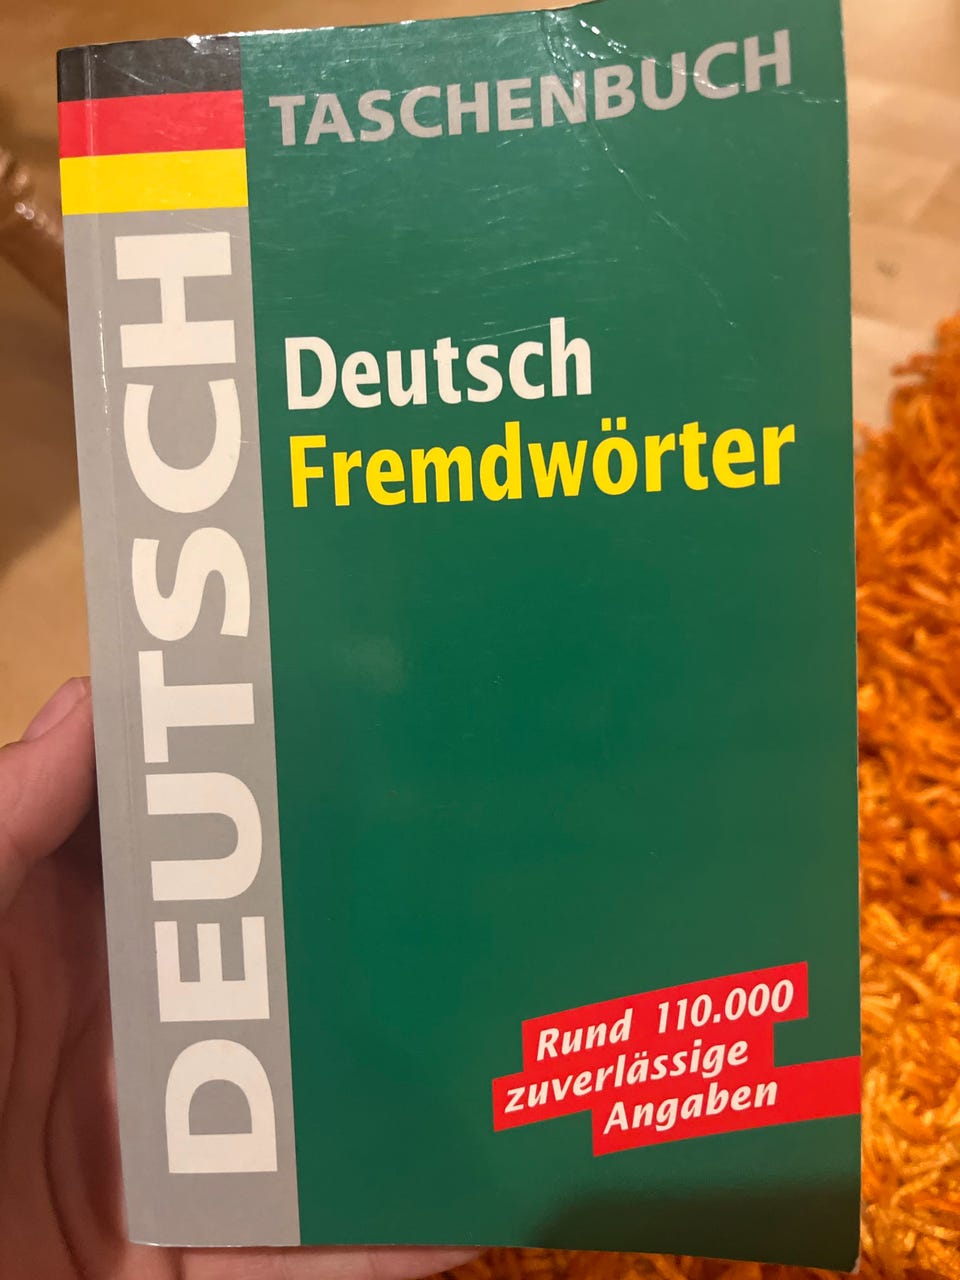 TASCHENBUCH
DEUTSCH
Deutsch
Fremdwörter
Rund 110.000
zuverlässige
Angaben